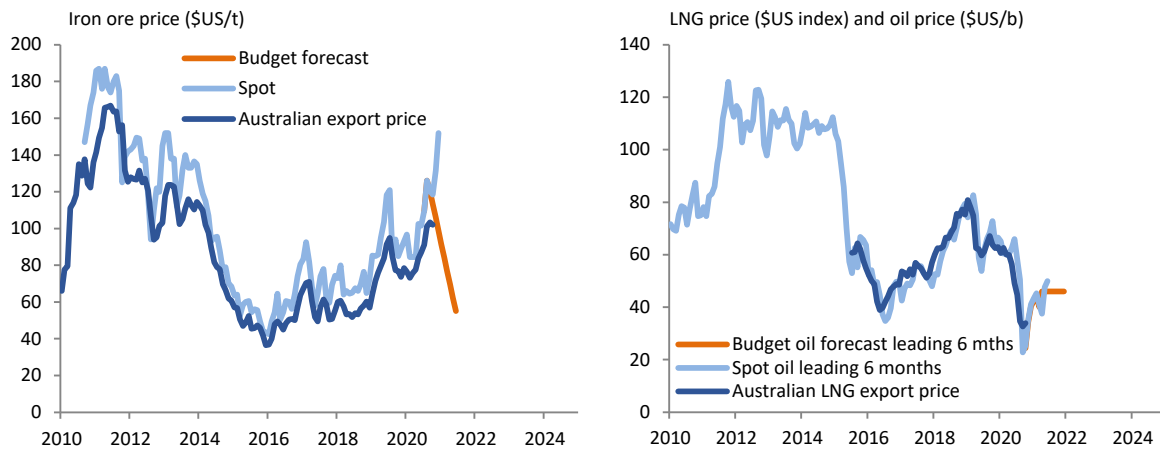 Iron ore price ($US/t)
200
180
160
140
120
100
80
60
40
20
0
2010 2012 2014 2016 2018 2020 2022 2024
Budget forecast
Spot
Australian export price
LNG price ($US index) and oil price ($US/b)
140
120
100
80
60
40
20
0
2010 2012 2014 2016 2018 2020 2022 2024
Budget oil forecast leading 6 mths
Spot oil leading 6 months
Australian LNG export price